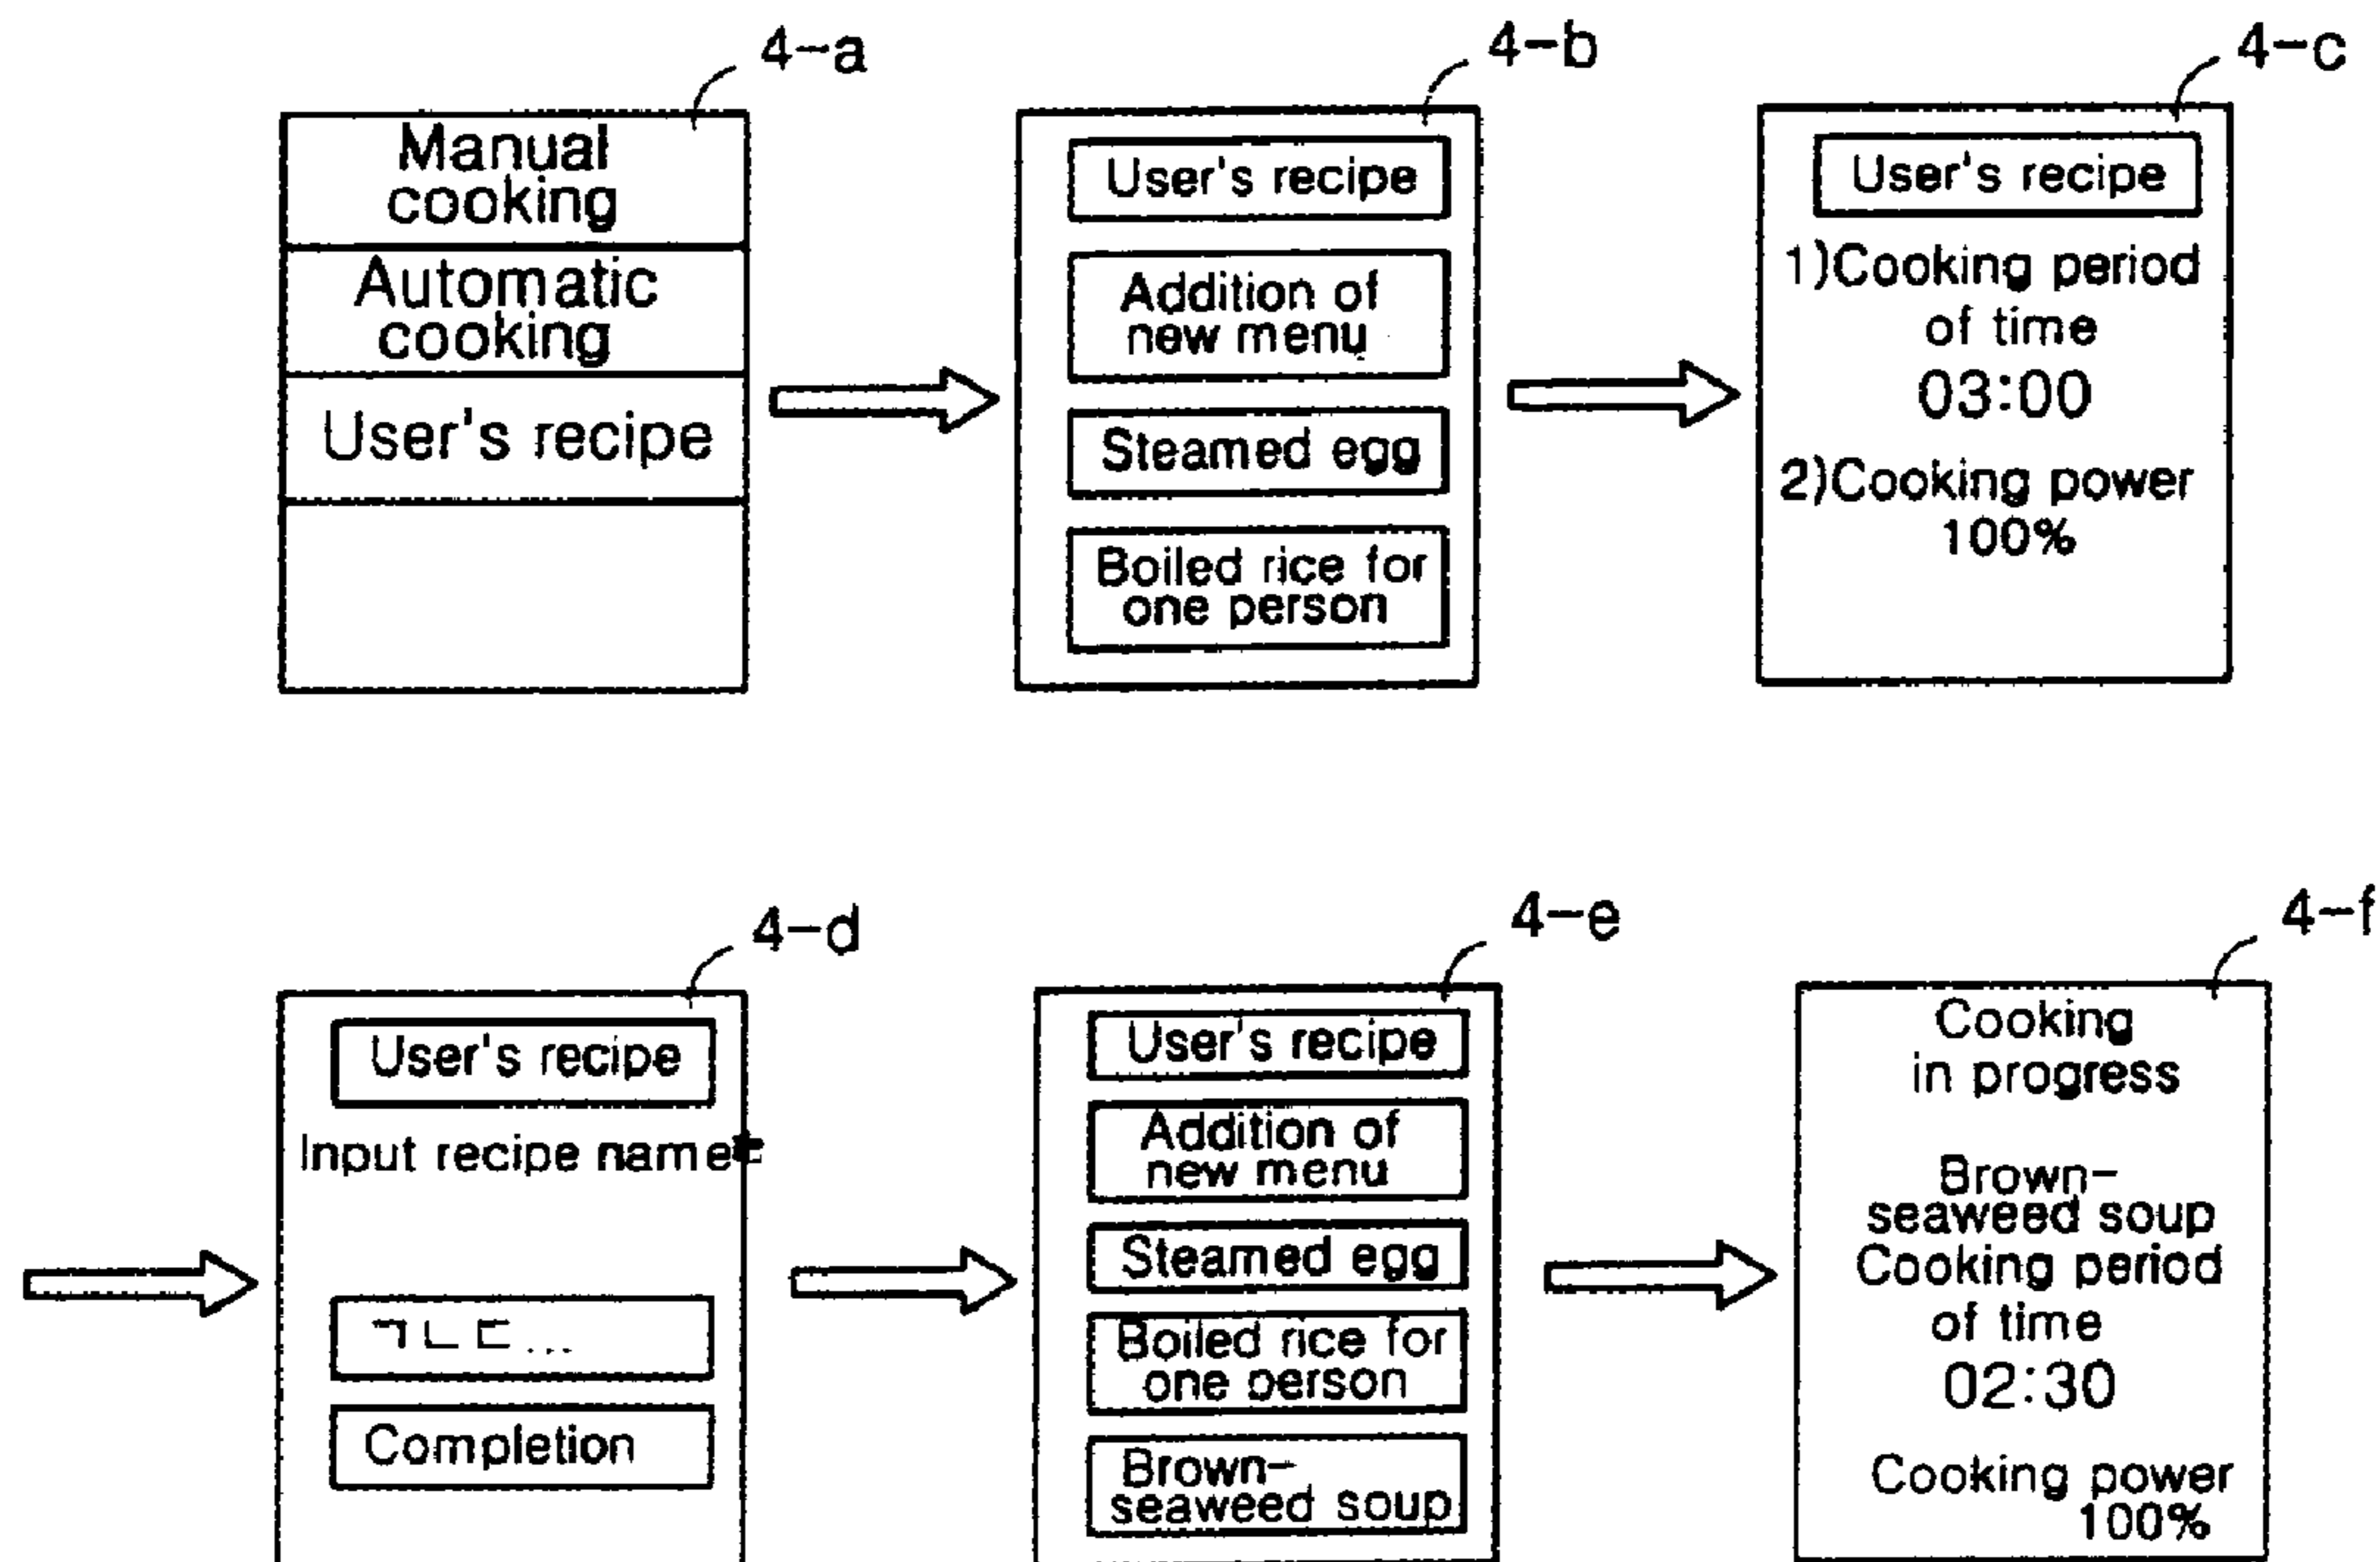 4-a
Manual
cooking
Automatic
cooking
User's recipe
4-b
User's recipe
Addition of
new menu
Steamed egg
Boiled rice for
one person
4-c
User's recipe
1)Cooking period
of time
03:00
2)Cooking power
100%
4-d
User's recipe
Input recipe name
ㄱㄴㄷ...
Completion
4-e
User's recipe
Addition of
new menu
Steamed egg
Boiled rice for
one person
Brown-
seaweed soup
4-f
Cooking
in progress
Brown-
seaweed soup
Cooking period
of time
02:30
Cooking power
100%